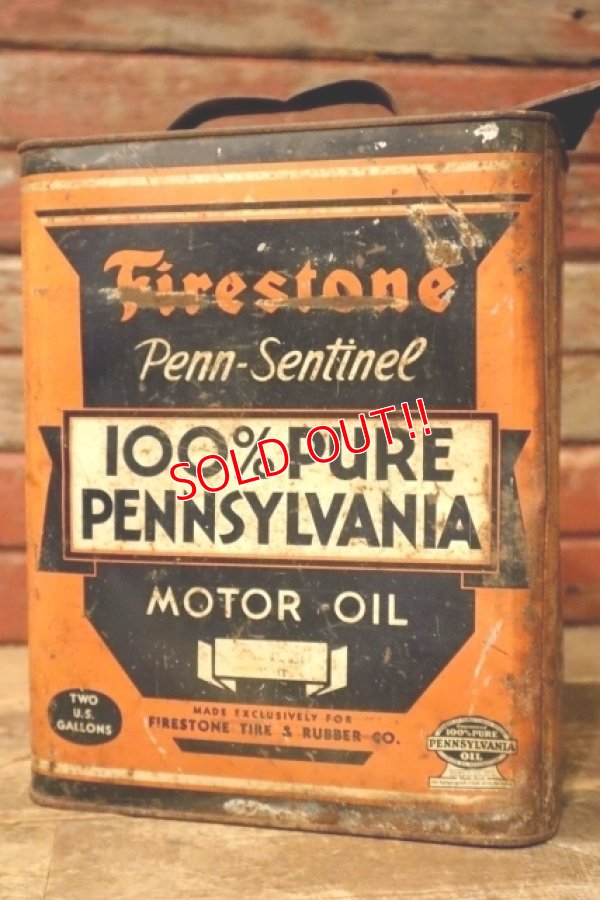 Firestone
Penn-Sentinel
100% PURE
PENNSYLVANIA
SOLD OUT!!
MOTOR OIL
TWO
U.S.
GALLONS
MADE EXCLUSIVELY FOR
FIRESTONE TIRE & RUBBER CO.
100% PURE
PENNSYLVANIA
OIL